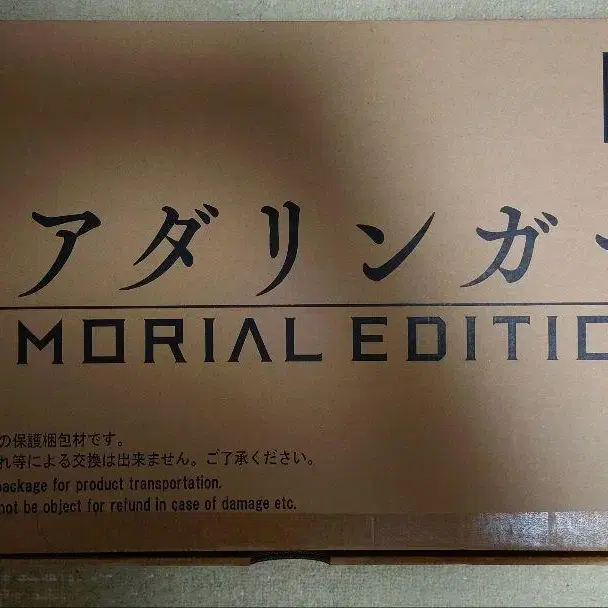 アダリンガー
MORIAL EDITIO
の保護梱包材です。
れ等による交換は出来ません。ご了承ください。
package for product transportation.
not be object for refund in case of damage etc.